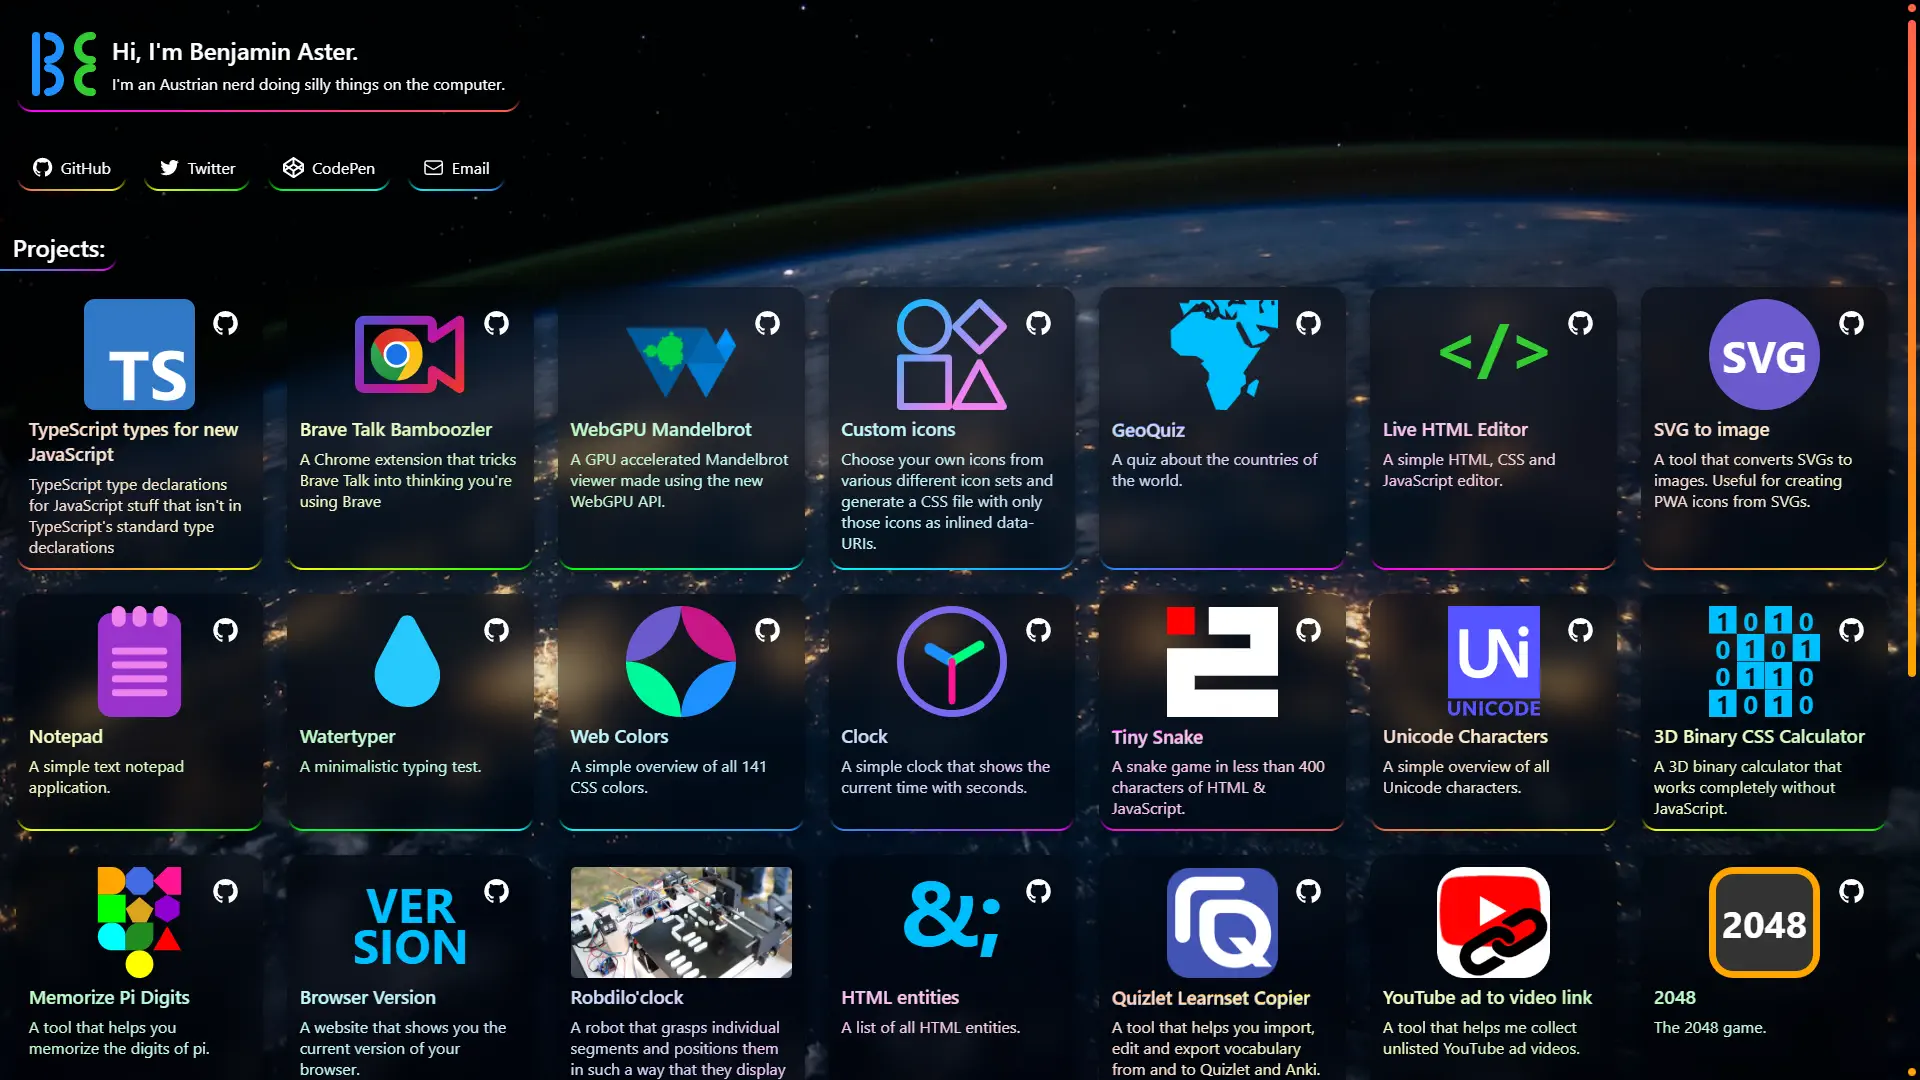 Hi, I'm Benjamin Aster.
I'm an Austrian nerd doing silly things on the computer.
GitHub
Twitter
CodePen
Email
Projects:
TS
TypeScript types for new
JavaScript
TypeScript type declarations
for JavaScript stuff that isn't in
TypeScript's standard type
declarations
Brave Talk Bamboozler
A Chrome extension that tricks
Brave Talk into thinking you're
using Brave
WebGPU Mandelbrot
A GPU accelerated Mandelbrot
viewer made using the new
WebGPU API.
Custom icons
Choose your own icons from
various different icon sets and
generate a CSS file with only
those icons as inlined data-
URIs.
GeoQuiz
A quiz about the countries of
the world.
</>
Live HTML Editor
A simple HTML, CSS and
JavaScript editor.
SVG
SVG to image
A tool that converts SVGs to
images. Useful for creating
PWA icons from SVGs.
Notepad
A simple text notepad
application.
Watertyper
A minimalistic typing test.
Web Colors
A simple overview of all 141
CSS colors.
Clock
A simple clock that shows the
current time with seconds.
Tiny Snake
A snake game in less than 400
characters of HTML &
JavaScript.
UNi
UNICODE
Unicode Characters
A simple overview of all
Unicode characters.
1 0 1 0
0 1 0 1
0 1 1 0
1 0 1 0
3D Binary CSS Calculator
A 3D binary calculator that
works completely without
JavaScript.
Memorize Pi Digits
A tool that helps you
memorize the digits of pi.
VER
SION
Browser Version
A website that shows you the
current version of your
browser.
Robdilo'clock
A robot that grasps individual
segments and positions them
in such a way that they display
&;
HTML entities
A list of all HTML entities.
Q
Quizlet Learnset Copier
A tool that helps you import,
edit and export vocabulary
from and to Quizlet and Anki.
YouTube ad to video link
A tool that helps me collect
unlisted YouTube ad videos.
2048
2048
The 2048 game.